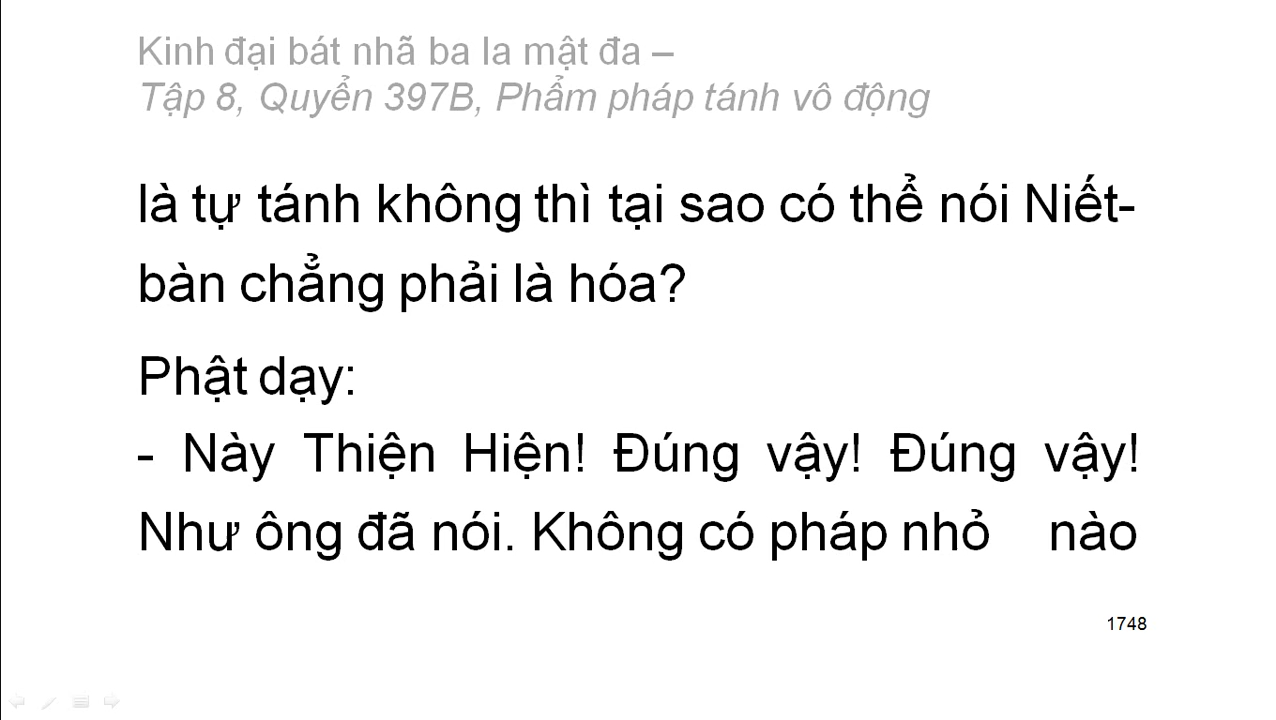 Kinh đại bát nhã ba la mật đa –
Tập 8, Quyển 397B, Phẩm pháp tánh vô động
là tự tánh không thì tại sao có thể nói Niết-
bàn chẳng phải là hóa?
Phật dạy:
- Này Thiện Hiện! Đúng vậy! Đúng vậy!
Như ông đã nói. Không có pháp nhỏ nào
1748